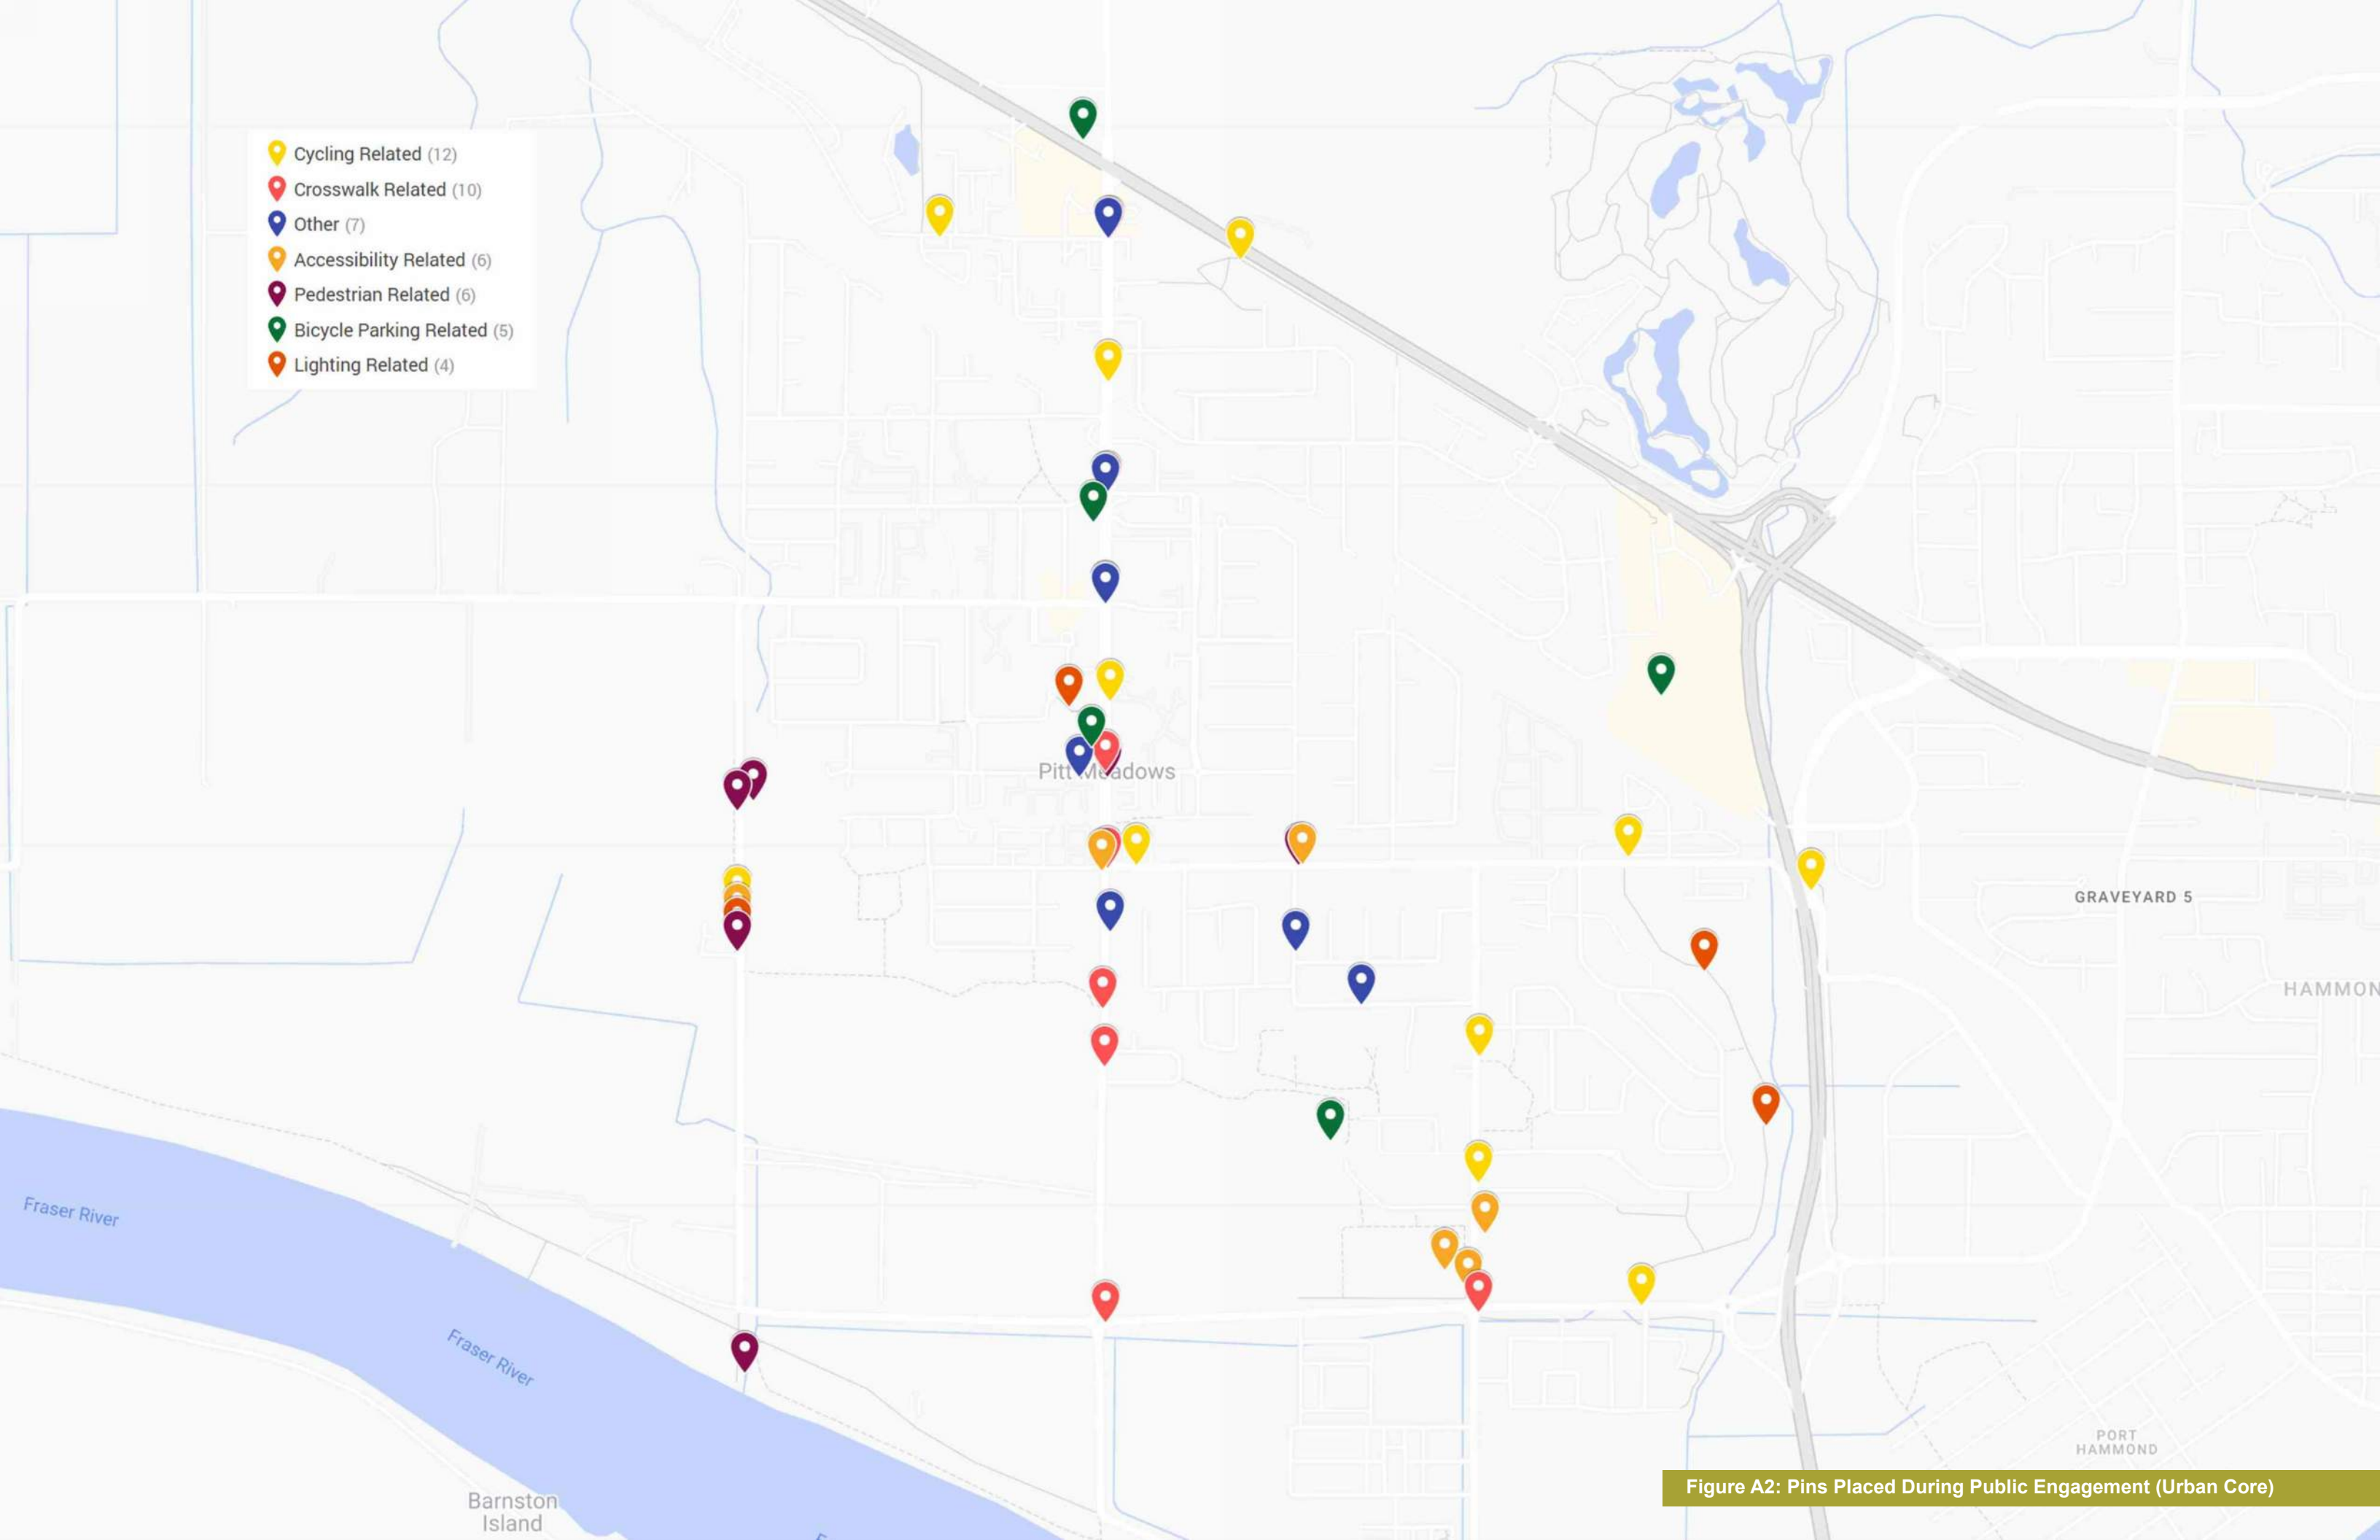 Cycling Related (12)
Crosswalk Related (10)
Other (7)
Accessibility Related (6)
Pedestrian Related (6)
Bicycle Parking Related (5)
Lighting Related (4)
Pitt Meadows
GRAVEYARD 5
HAMMON
Fraser River
Fraser River
PORT
HAMMOND
Figure A2: Pins Placed During Public Engagement (Urban Core)
Barnston
Island